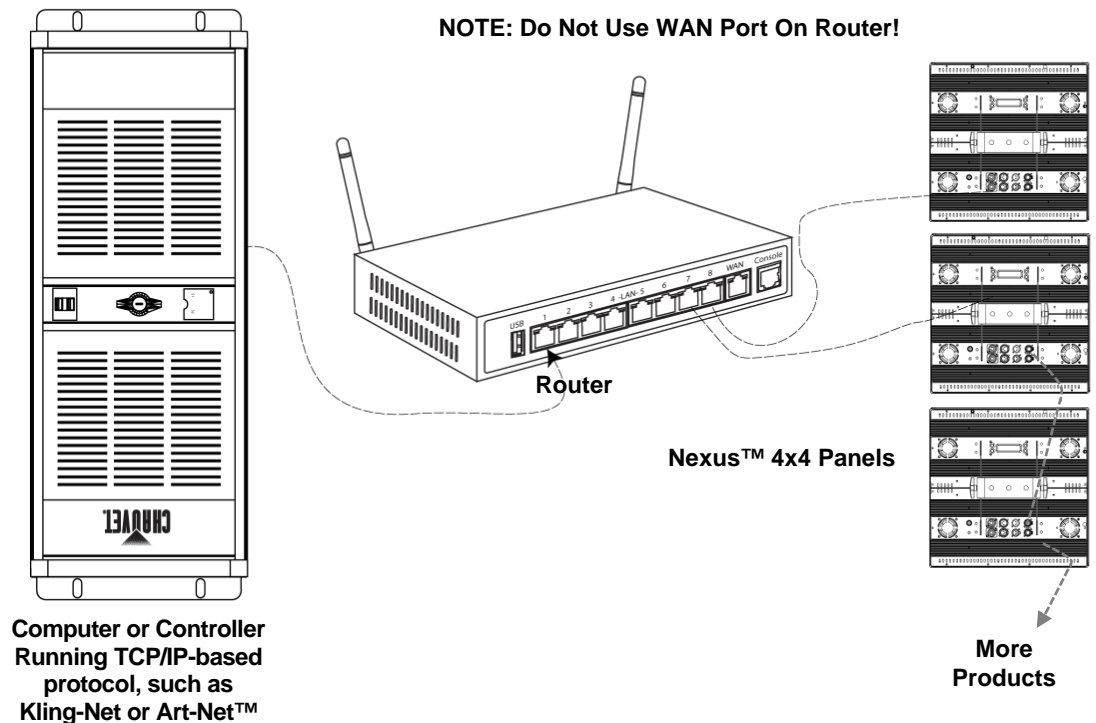 NOTE: Do Not Use WAN Port On Router!
USB
1
2
3
4
-LAN-
5
6
7
8
WAN
Console
Router
Nexus™ 4x4 Panels
CHAUVET®
Computer or Controller
Running TCP/IP-based
protocol, such as
Kling-Net or Art-Net™
More
Products